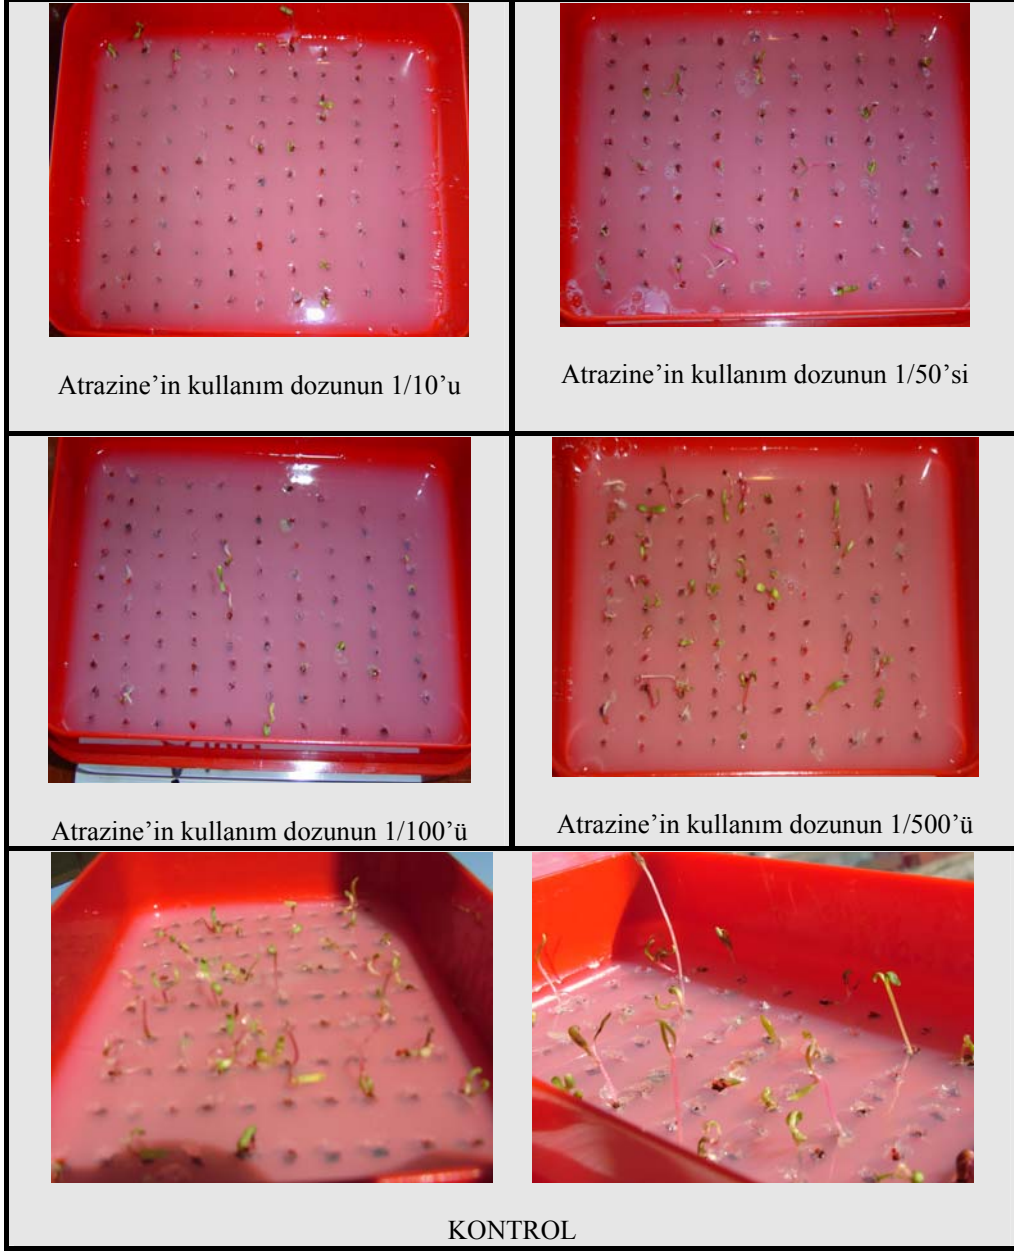 Atrazine’in kullanım dozunun 1/10’u
Atrazine’in kullanım dozunun 1/50’si
Atrazine’in kullanım dozunun 1/100’ü
Atrazine’in kullanım dozunun 1/500’ü
KONTROL